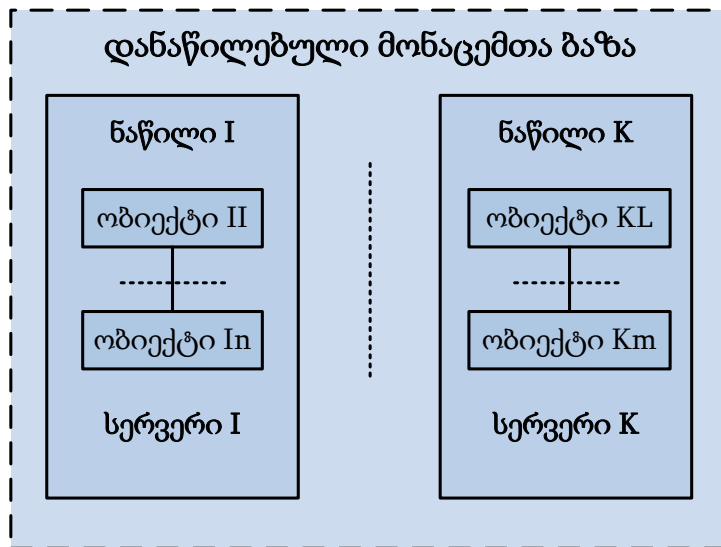 დანაწილებული მონაცემთა ბაზა
ნაწილი I
ობიექტი II
ობიექტი In
სერვერი I
ნაწილი K
ობიექტი KL
ობიექტი Km
სერვერი K